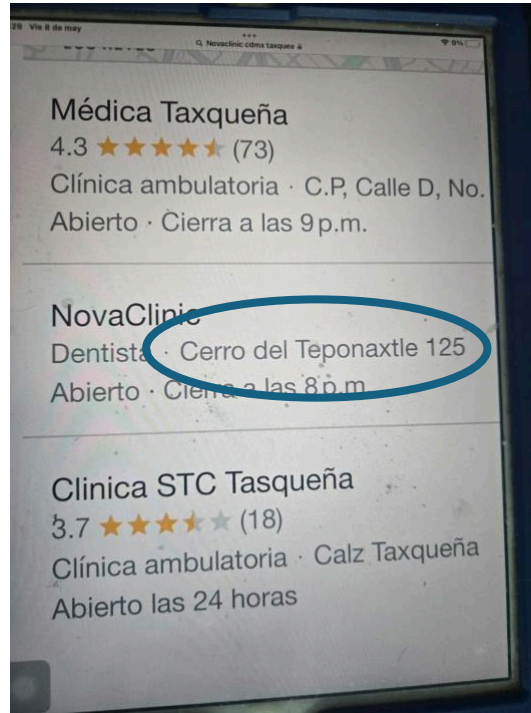 29 Vie 8 de may
Novaclinic cdmx taxquea
9%
Médica Taxqueña
4.3 (73)
Clínica ambulatoria · C.P, Calle D, No.
Abierto · Cierra a las 9 p.m.
NovaClinic
Dentista · Cerro del Teponaxtle 125
Abierto · Cierra a las 8 p.m.
Clinica STC Tasqueña
3.7 (18)
Clínica ambulatoria · Calz Taxqueña
Abierto las 24 horas